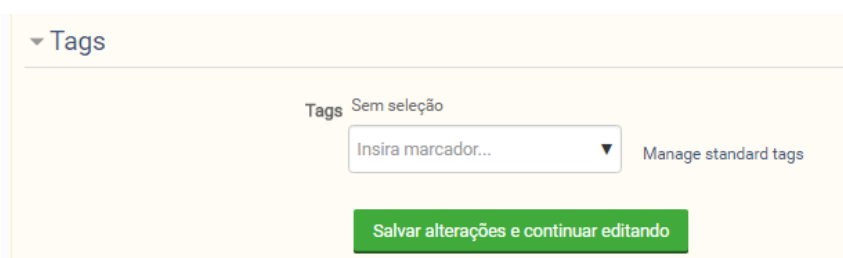 Tags
Tags Sem seleção
Insira marcador... Manage standard tags
Salvar alterações e continuar editando